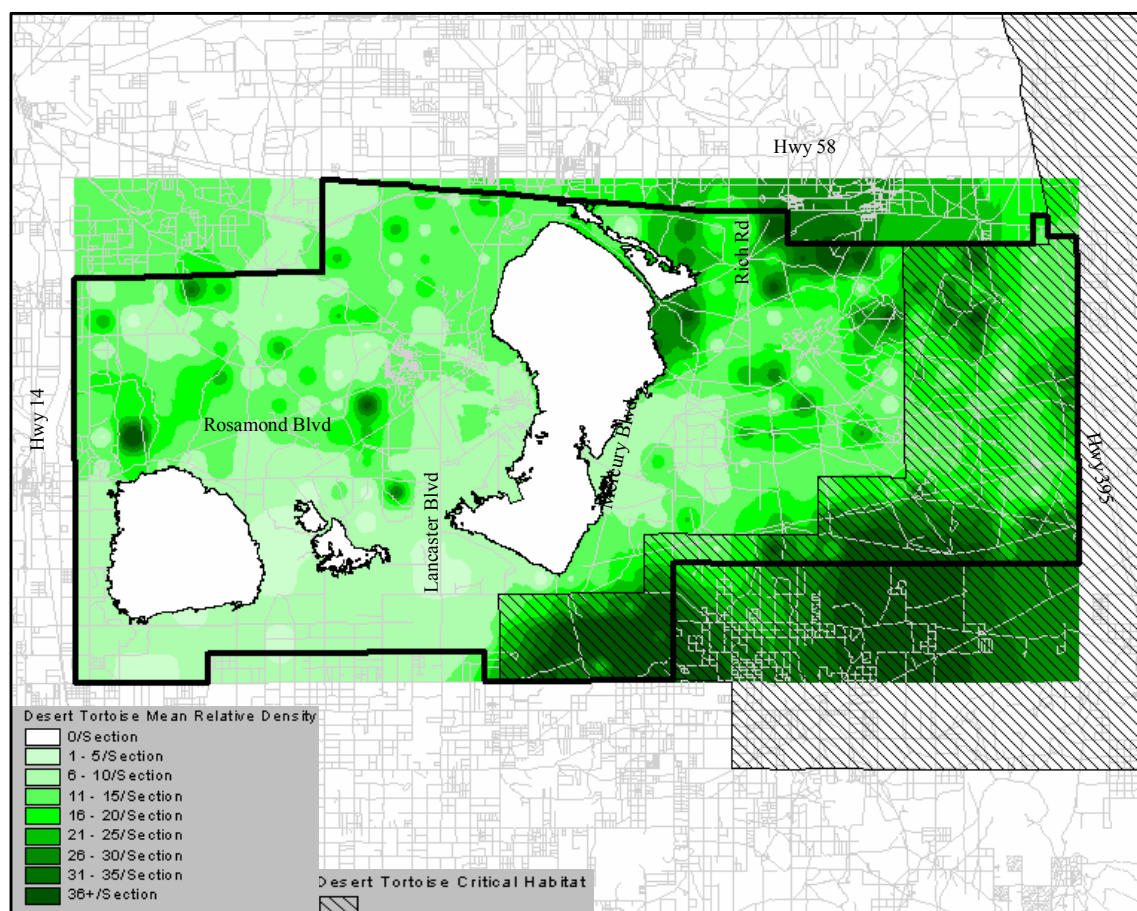 Hwy 58
Rich Rd
Hwy 14
Rosamond Blvd
Mercury Blvd
Hwy 395
Lancaster Blvd
Desert Tortoise Mean Relative Density
0/Section
1 - 5/Section
6 - 10/Section
11 - 15/Section
16 - 20/Section
21 - 25/Section
26 - 30/Section
31 - 35/Section
36+/Section
Desert Tortoise Critical Habitat